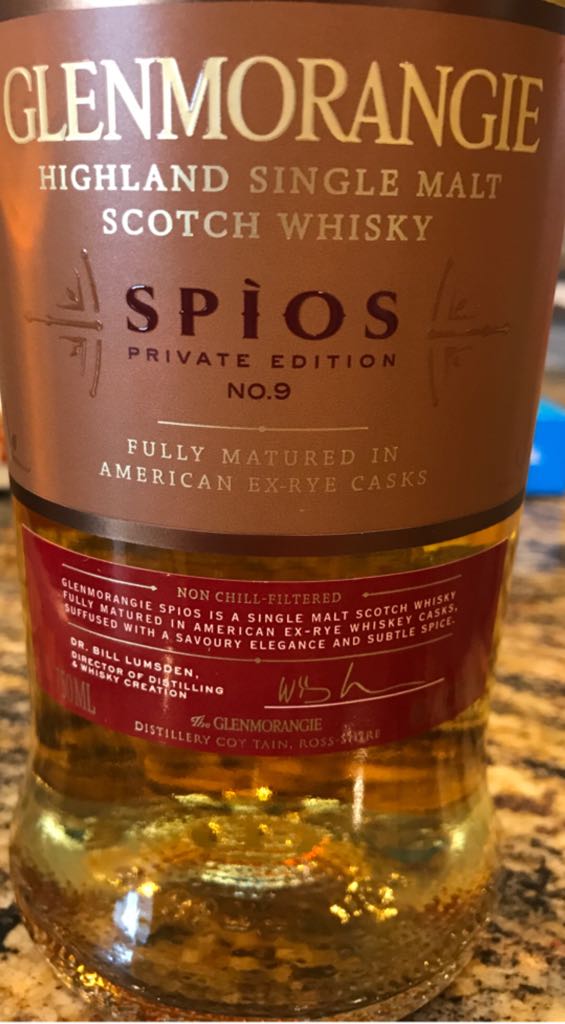 GLENMORANGIE
HIGHLAND SINGLE MALT
SCOTCH WHISKY
SPÌOS
PRIVATE EDITION
NO.9
FULLY MATURED IN
AMERICAN EX-RYE CASKS
NON CHILL-FILTERED
GLENMORANGIE SPIOS IS A SINGLE MALT SCOTCH WHISKY
FULLY MATURED IN AMERICAN EX-RYE WHISKEY CASKS,
SUFFUSED WITH A SAVOURY ELEGANCE AND SUBTLE SPICE.
DR. BILL LUMSDEN,
DIRECTOR OF DISTILLING
& WHISKY CREATION
750ML
The GLENMORANGIE
DISTILLERY COY TAIN, ROSS-SHIRE